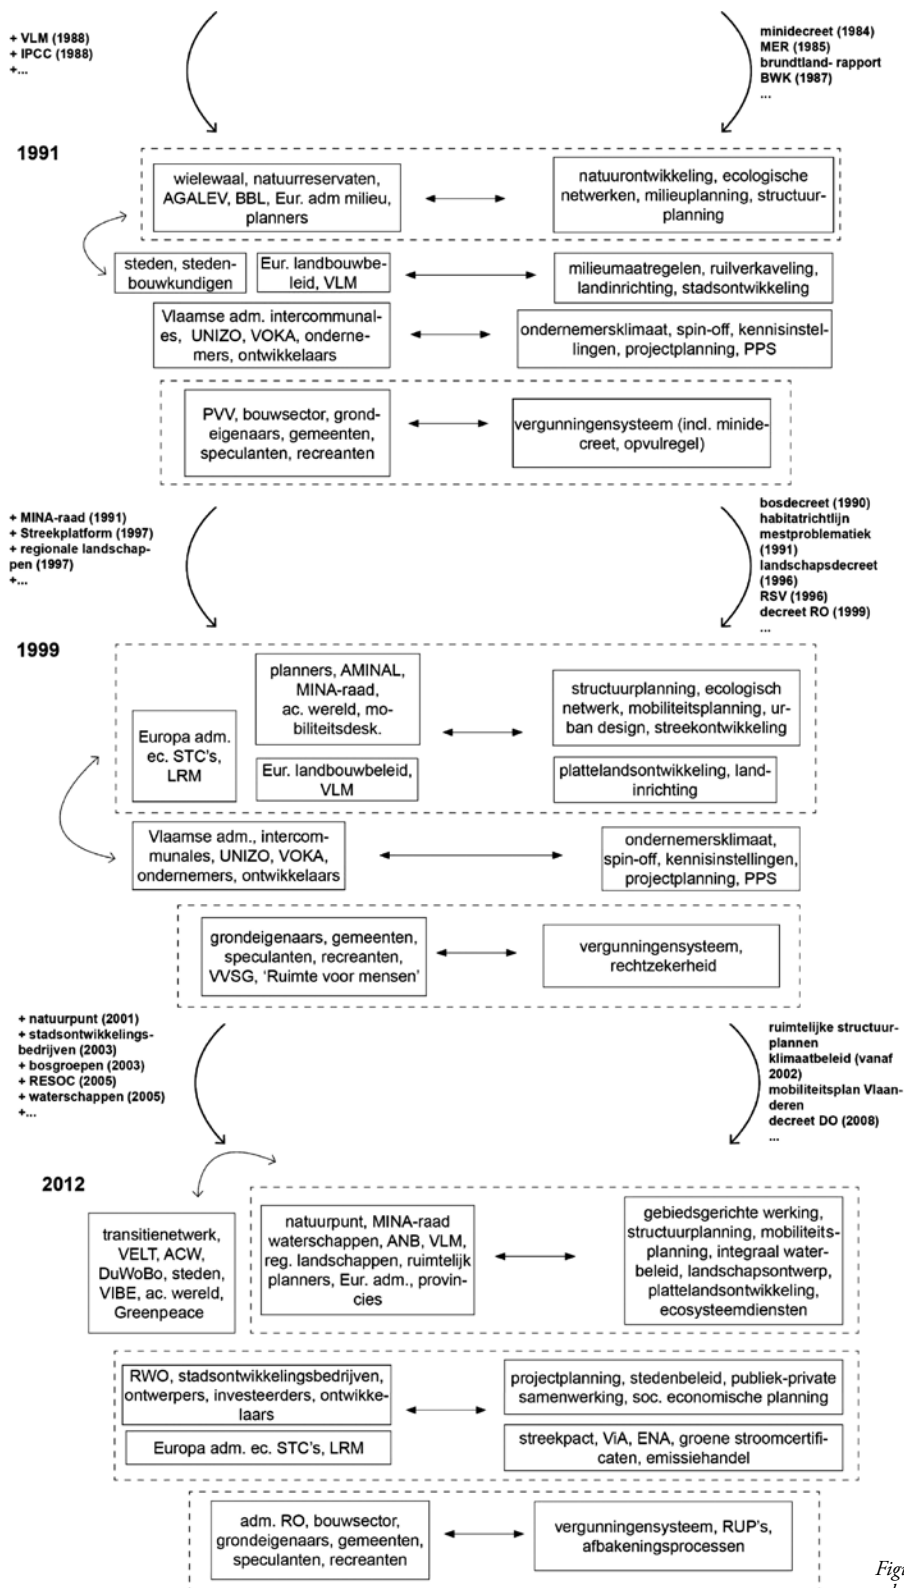 + VLM (1988)
+ IPCC (1988)
+...
minidecreet (1984)
MER (1985)
brundtland- rapport
BWK (1987)
...
1991
wielewaal, natuurreservaten,
AGALEV, BBL, Eur. adm milieu,
planners
natuurontwikkeling, ecologische
netwerken, milieuplanning, structuur-
planning
steden, steden-
bouwkundigen
Eur. landbouwbe-
leid, VLM
milieumaatregelen, ruilverkaveling,
landinrichting, stadsontwikkeling
Vlaamse adm. intercommunal-
es, UNIZO, VOKA, onderne-
mers, ontwikkelaars
ondernemersklimaat, spin-off, kennisinstel-
lingen, projectplanning, PPS
PVV, bouwsector, grond-
eigenaars, gemeenten,
speculanten, recreanten
vergunningensysteem (incl. minide-
creet, opvulregel)
+ MINA-raad (1991)
+ Streekplatform (1997)
+ regionale landschap-
pen (1997)
+...
bosdecreet (1990)
habitatrichtlijn
mestproblematiek
(1991)
landschapsdecreet
(1996)
RSV (1996)
decreet RO (1999)
...
1999
planners, AMINAL,
MINA-raad,
ac. wereld, mo-
biliteitsdesk.
Europa adm.
ec. STC's,
LRM
Eur. landbouwbeleid,
VLM
structuurplanning, ecologisch
netwerk, mobiliteitsplanning, ur-
ban design, streekontwikkeling
plattelandsontwikkeling, land-
inrichting
Vlaamse adm., intercom-
munales, UNIZO, VOKA,
ondernemers, ontwikkelaars
ondernemersklimaat,
spin-off, kennisinstellingen,
projectplanning, PPS
grondeigenaars, gemeenten,
speculanten, recreanten,
VVSG, ‘Ruimte voor mensen’
vergunningensysteem,
rechtzekerheid
+ natuurpunt (2001)
+ stadsontwikkelings-
bedrijven (2003)
+ bosgroepen (2003)
+ RESOC (2005)
+ waterschappen (2005)
+...
ruimtelijke structuur-
plannen
klimaatbeleid (vanaf
2002)
mobiliteitsplan Vlaan-
deren
decreet DO (2008)
...
2012
transitienetwerk,
VELT, ACW,
DuWoBo, steden,
VIBE, ac. wereld,
Greenpeace
natuurpunt, MINA-raad
waterschappen, ANB, VLM,
reg. landschappen, ruimtelijk
planners, Eur. adm., provin-
cies
gebiedsgerichte werking,
structuurplanning, mobiliteits-
planning, integraal water-
beleid, landschapsontwerp,
plattelandsontwikkeling,
ecosysteemdiensten
RWO, stadsontwikkelingsbedrijven,
ontwerpers, investeerders, ontwikke-
laars
Europa adm. ec. STC's, LRM
projectplanning, stedenbeleid, publiek-private
samenwerking, soc. economische planning
streekpact, ViA, ENA, groene stroomcertifi-
caten, emissiehandel
adm. RO, bouwsector,
grondeigenaars, gemeenten,
speculanten, recreanten
vergunningensysteem, RUP's,
afbakeningsprocessen